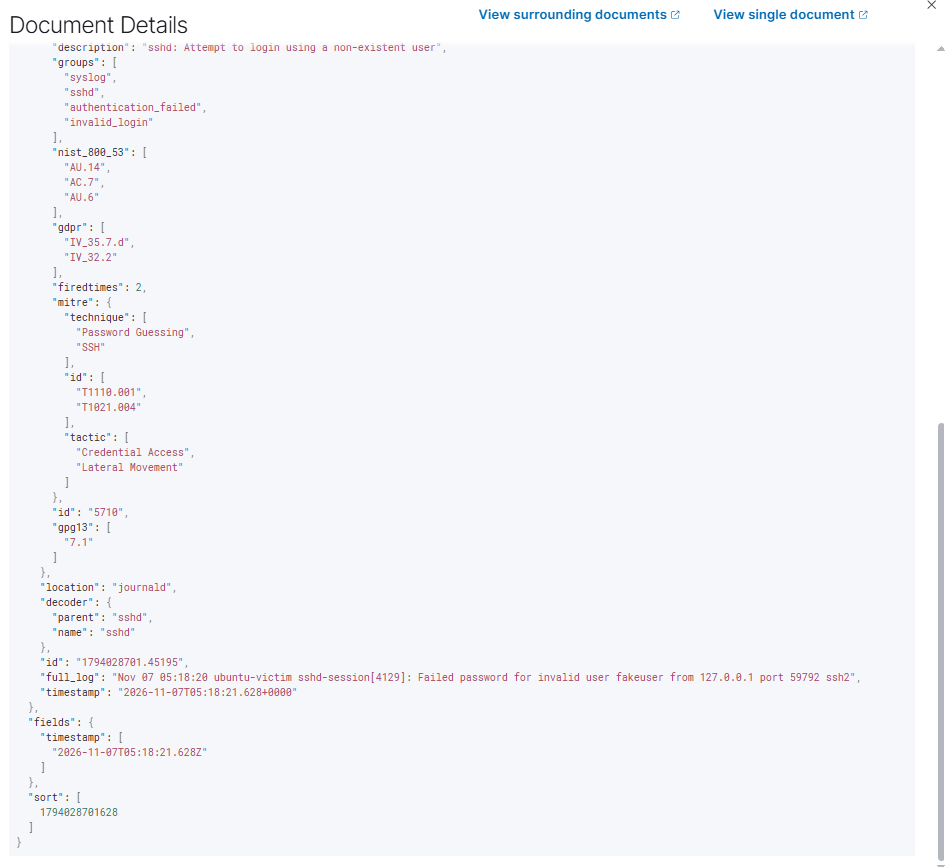 Document Details
View surrounding documents
View single document
"description": "sshd: Attempt to login using a non-existent user",
"groups": [
"syslog",
"sshd",
"authentication_failed",
"invalid_login"
],
"nist_800_53": [
"AU.14",
"AC.7",
"AU.6"
],
"gdpr": [
"IV_35.7.d",
"IV_32.2"
],
"firedtimes": 2,
"mitre": {
"technique": [
"Password Guessing",
"SSH"
],
"id": [
"T1110.001",
"T1021.004"
],
"tactic": [
"Credential Access",
"Lateral Movement"
]
},
"id": "5710",
"gpg13": [
"7.1"
]
},
"location": "journald",
"decoder": {
"parent": "sshd",
"name": "sshd"
},
"id": "1794028701.45195",
"full_log": "Nov 07 05:18:20 ubuntu-victim sshd-session[4129]: Failed password for invalid user fakeuser from 127.0.0.1 port 59792 ssh2",
"timestamp": "2026-11-07T05:18:21.628+0000"
},
"fields": {
"timestamp": [
"2026-11-07T05:18:21.628Z"
]
},
"sort": [
1794028701628
]
}